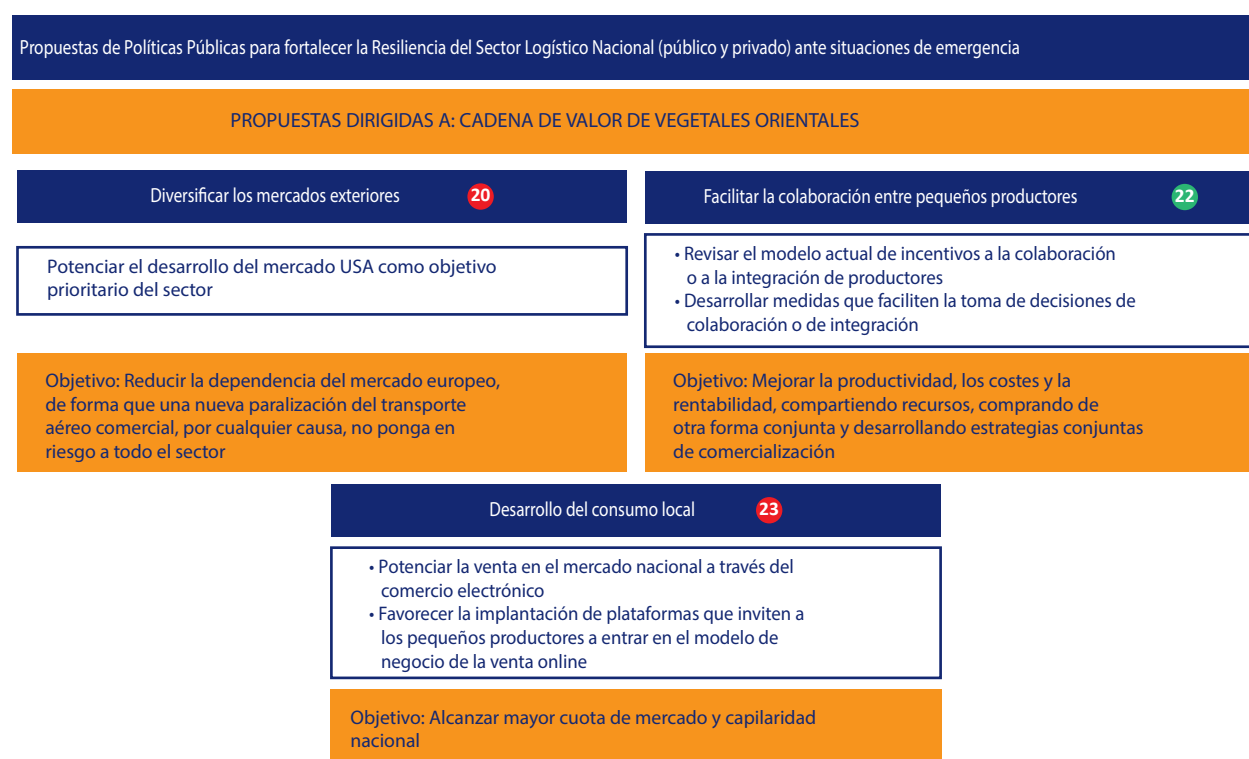 Propuestas de Políticas Públicas para fortalecer la Resiliencia del Sector Logístico Nacional (público y privado) ante situaciones de emergencia
PROPUESTAS DIRIGIDAS A: CADENA DE VALOR DE VEGETALES ORIENTALES
Diversificar los mercados exteriores 20
Potenciar el desarrollo del mercado USA como objetivo
prioritario del sector
Objetivo: Reducir la dependencia del mercado europeo,
de forma que una nueva paralización del transporte
aéreo comercial, por cualquier causa, no ponga en
riesgo a todo el sector
Facilitar la colaboración entre pequeños productores 22
• Revisar el modelo actual de incentivos a la colaboración
o a la integración de productores
• Desarrollar medidas que faciliten la toma de decisiones de
colaboración o de integración
Objetivo: Mejorar la productividad, los costes y la
rentabilidad, compartiendo recursos, comprando de
otra forma conjunta y desarrollando estrategias conjuntas
de comercialización
Desarrollo del consumo local 23
• Potenciar la venta en el mercado nacional a través del
comercio electrónico
• Favorecer la implantación de plataformas que inviten a
los pequeños productores a entrar en el modelo de
negocio de la venta online
Objetivo: Alcanzar mayor cuota de mercado y capilaridad
nacional